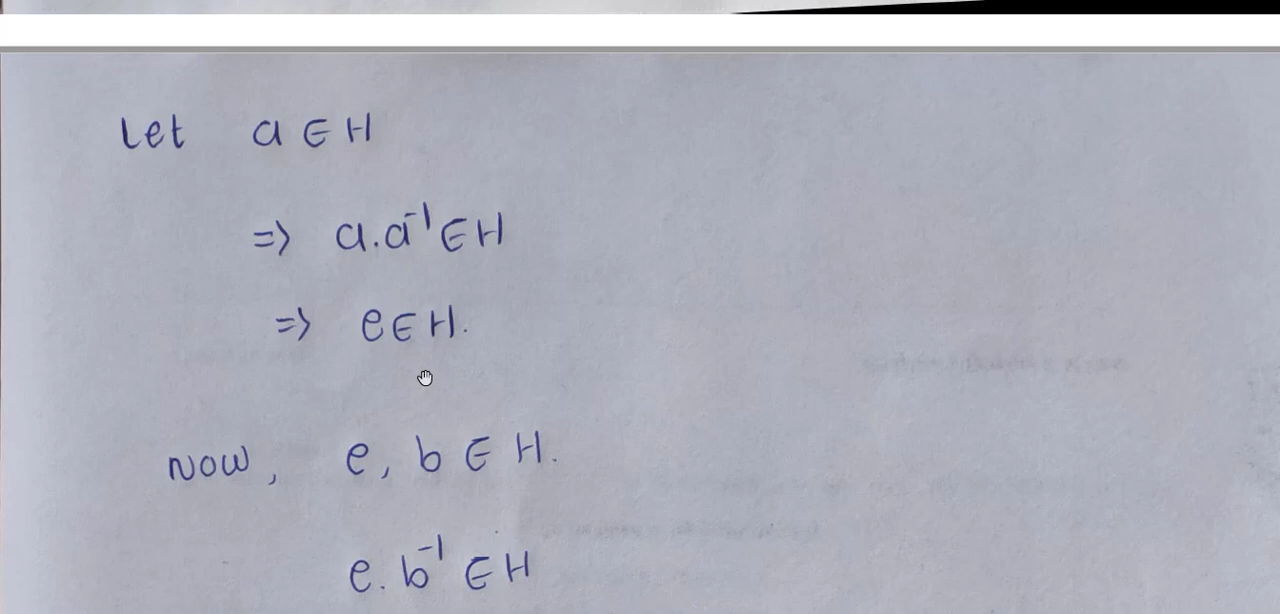 Let a ∈ H
=> a.a⁻¹ ∈ H
=> e ∈ H.
Now, e, b ∈ H.
e. b⁻¹ ∈ H